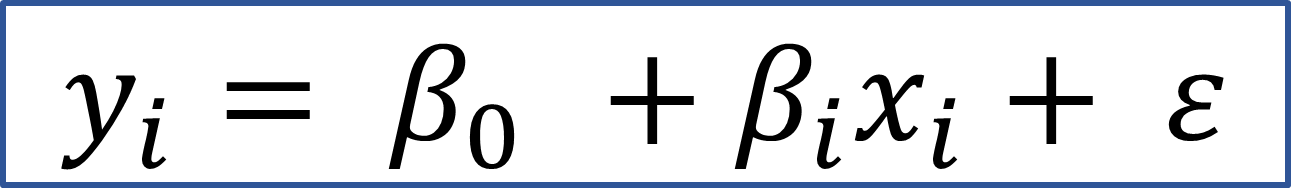 yᵢ = β₀ + βᵢxᵢ + ε